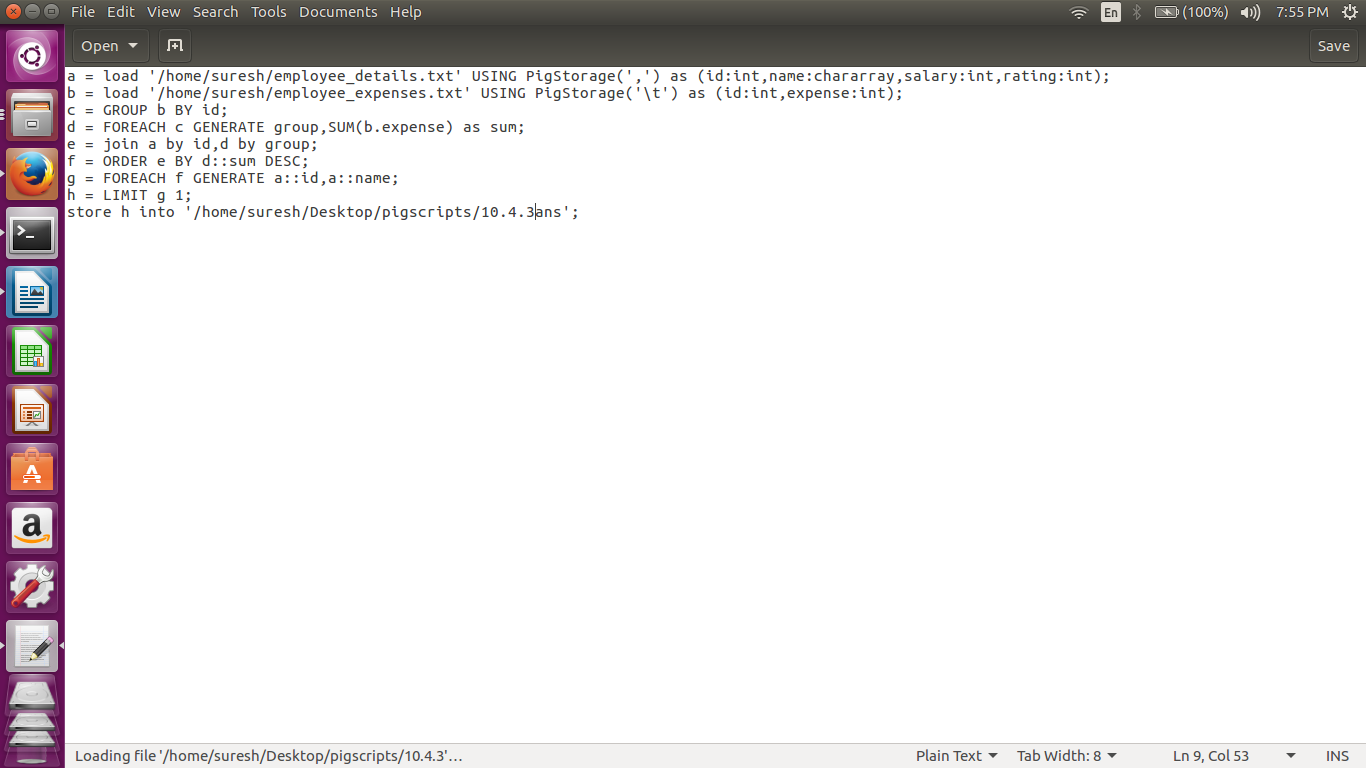 File Edit View Search Tools Documents Help En (100%) 7:55 PM
Open Save
a = load '/home/suresh/employee_details.txt' USING PigStorage(',') as (id:int,name:chararray,salary:int,rating:int);
b = load '/home/suresh/employee_expenses.txt' USING PigStorage('\t') as (id:int,expense:int);
c = GROUP b BY id;
d = FOREACH c GENERATE group,SUM(b.expense) as sum;
e = join a by id,d by group;
f = ORDER e BY d::sum DESC;
g = FOREACH f GENERATE a::id,a::name;
h = LIMIT g 1;
store h into '/home/suresh/Desktop/pigscripts/10.4.3ans';
Loading file '/home/suresh/Desktop/pigscripts/10.4.3'… Plain Text Tab Width: 8 Ln 9, Col 53 INS